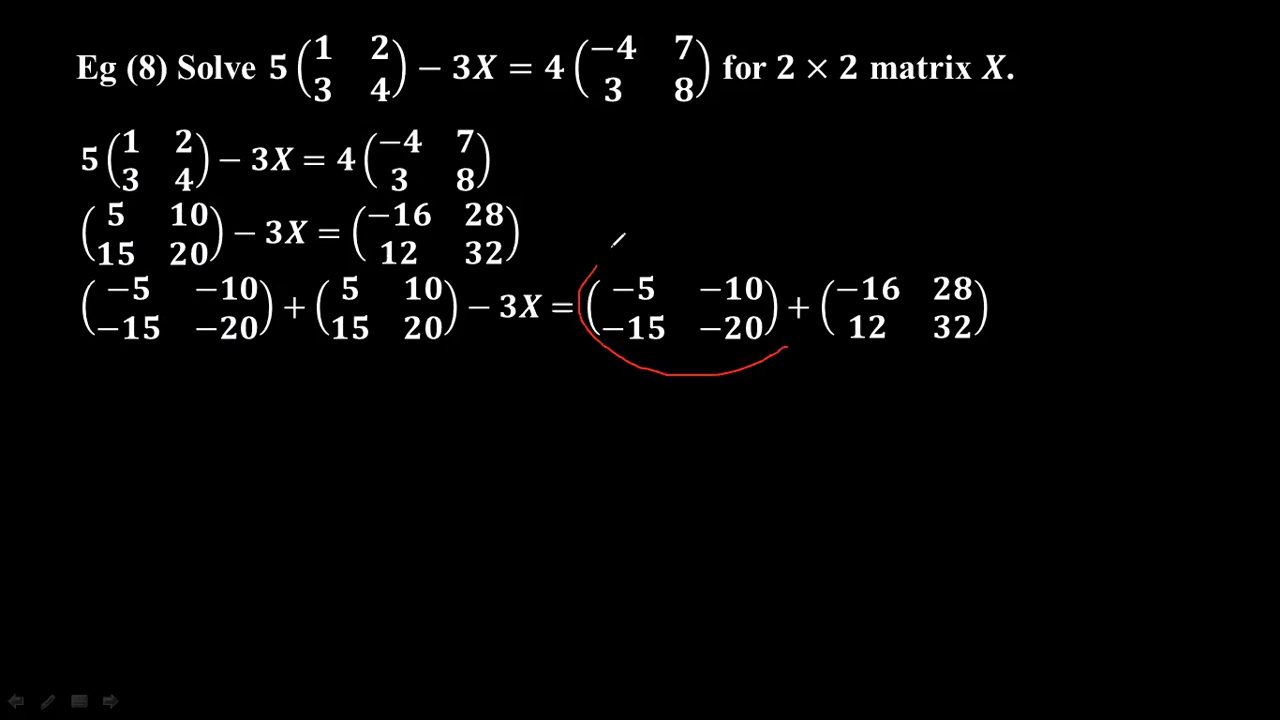 Eg (8) Solve 5 (1 2 3 4) − 3X = 4 (−4 7 3 8) for 2 × 2 matrix X.
5 (1 2 3 4) − 3X = 4 (−4 7 3 8)
(5 10 15 20) − 3X = (−16 28 12 32)
(−5 −10 −15 −20) + (5 10 15 20) − 3X = (−5 −10 −15 −20) + (−16 28 12 32)